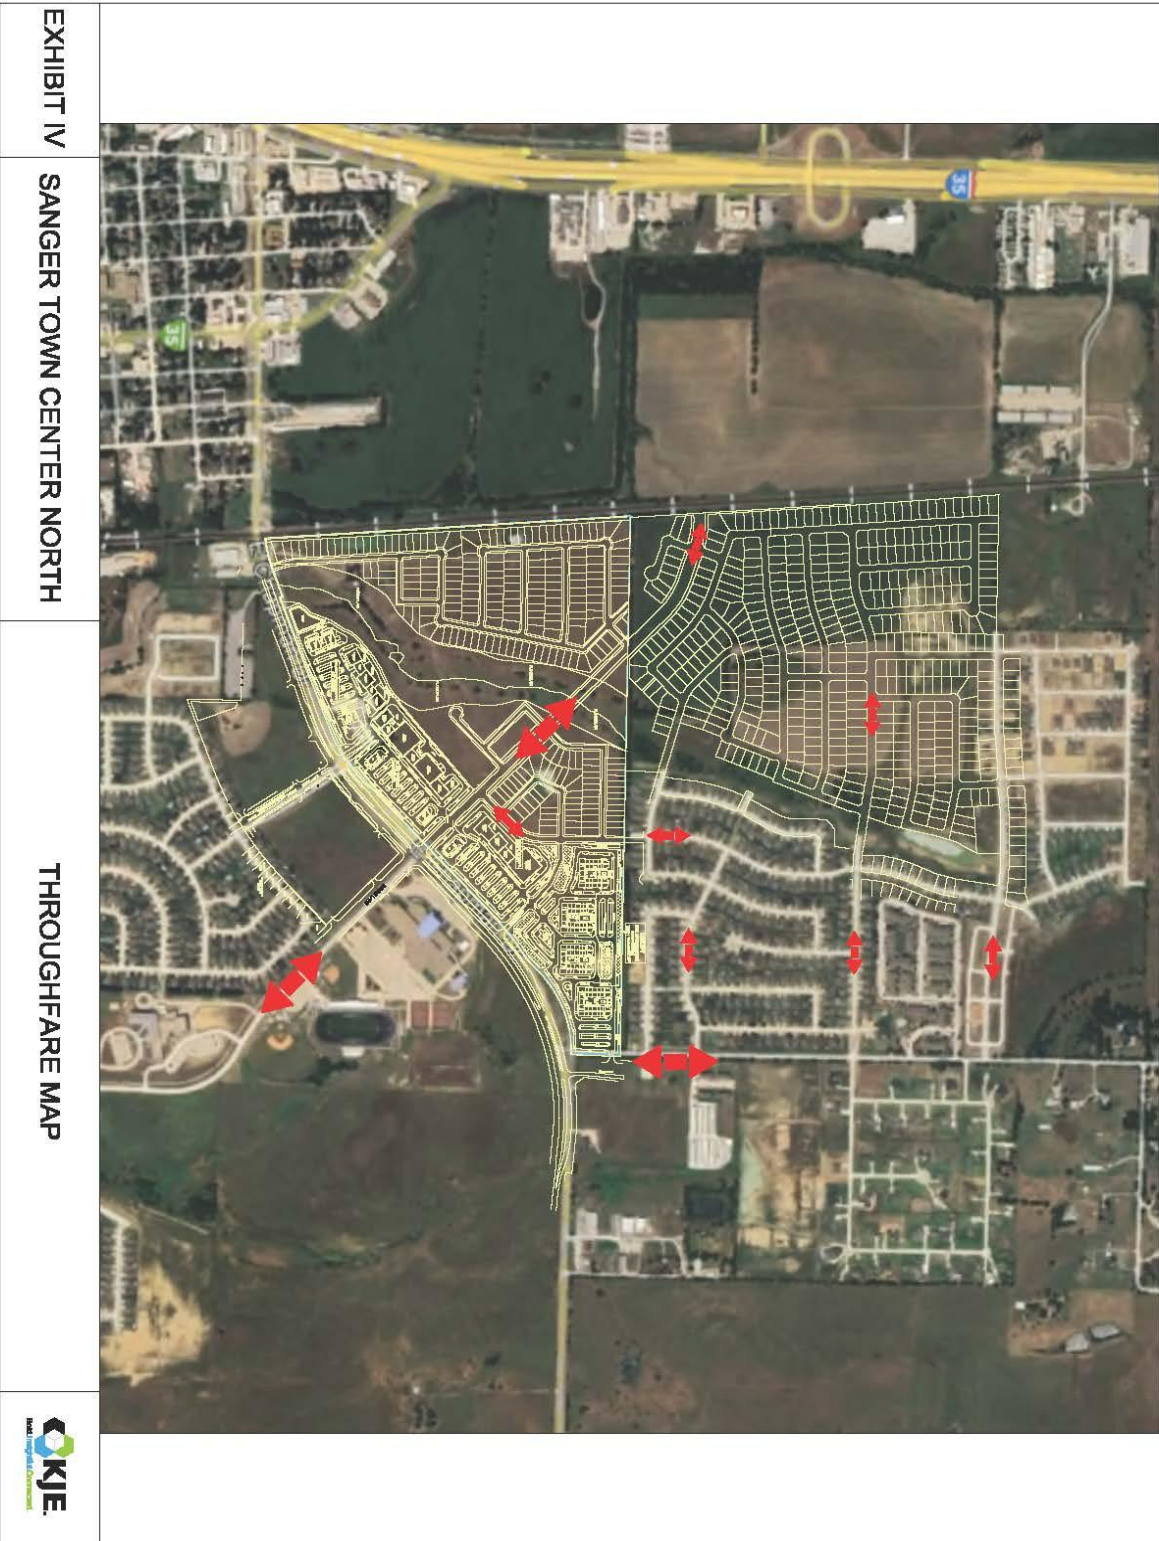 EXHIBIT IV
SANGER TOWN CENTER NORTH
THROUGHFARE MAP
KJE.
35
35